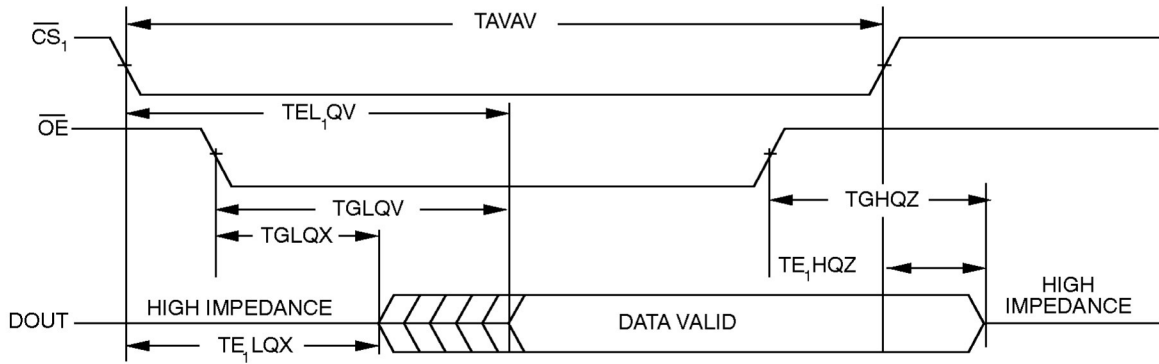 TAVAV
CS₁
TEL₁QV
OE
TGLQV
TGHQZ
TGLQX
TE₁HQZ
HIGH IMPEDANCE
HIGH
IMPEDANCE
DOUT
DATA VALID
TE₁LQX